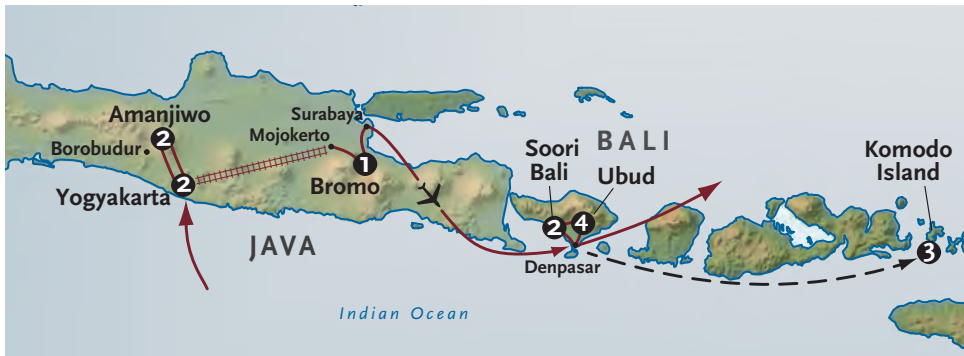 Amanjiwo
2
Borobudur
Yogyakarta
2
Surabaya
Mojokerto
1
Bromo
JAVA
Indian Ocean
BALI
Soori
Bali
2
Ubud
4
Denpasar
Komodo
Island
3